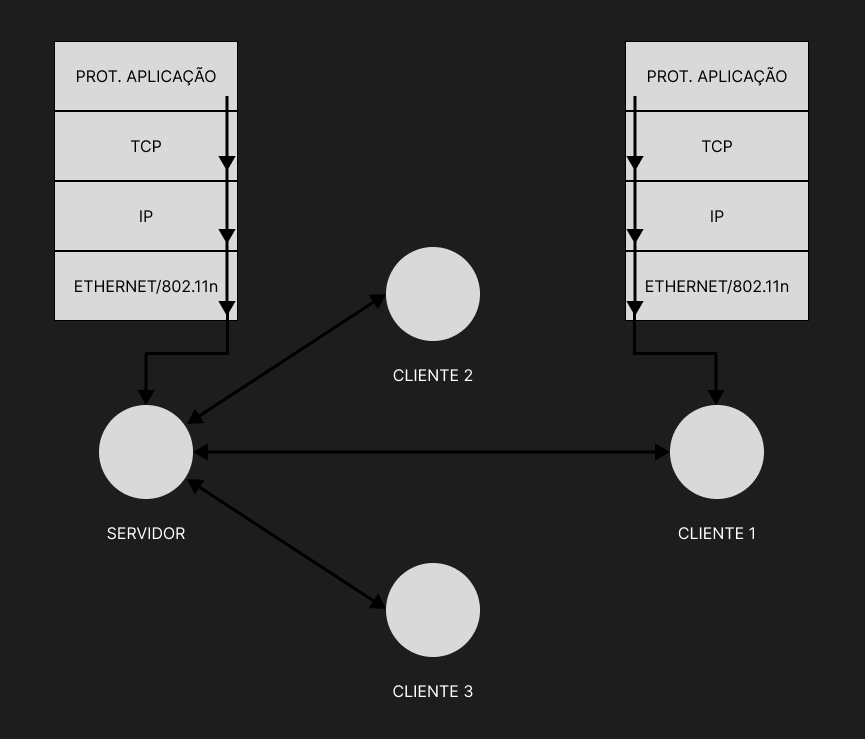 PROT. APLICAÇÃO
TCP
IP
ETHERNET/802.11n
PROT. APLICAÇÃO
TCP
IP
ETHERNET/802.11n
CLIENTE 2
SERVIDOR
CLIENTE 1
CLIENTE 3